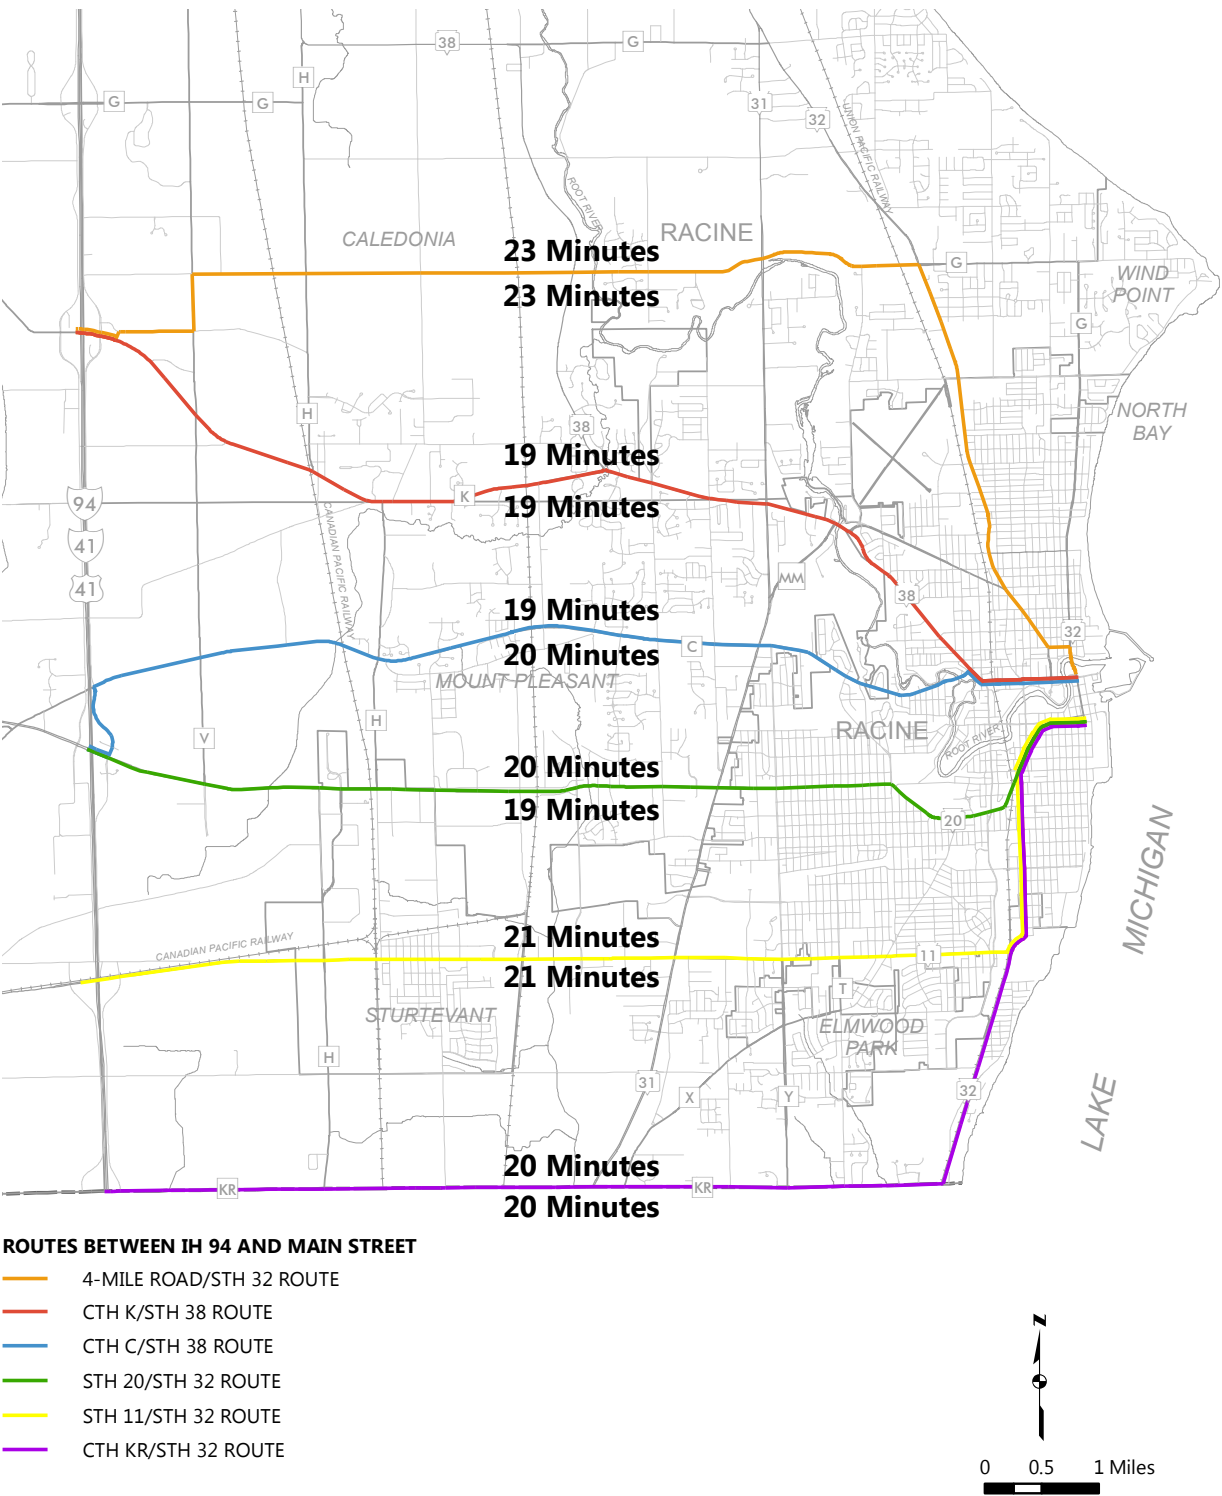 38
G
H
G
G
31
32
UNION PACIFIC RAILWAY
ROOT RIVER
CALEDONIA
RACINE
23 Minutes
23 Minutes
G
WIND
POINT
G
H
38
NORTH
BAY
19 Minutes
K
19 Minutes
94
41
41
CANADIAN PACIFIC RAILWAY
MM
38
19 Minutes
32
C
20 Minutes
MOUNT PLEASANT
H
V
RACINE
ROOT RIVER
20 Minutes
19 Minutes
20
MICHIGAN
21 Minutes
CANADIAN PACIFIC RAILWAY
11
21 Minutes
T
STURTEVANT
ELMWOOD
PARK
H
31
X
Y
32
LAKE
20 Minutes
KR
KR
20 Minutes
ROUTES BETWEEN IH 94 AND MAIN STREET
4-MILE ROAD/STH 32 ROUTE
CTH K/STH 38 ROUTE
CTH C/STH 38 ROUTE
STH 20/STH 32 ROUTE
STH 11/STH 32 ROUTE
CTH KR/STH 32 ROUTE
N
0 0.5 1 Miles